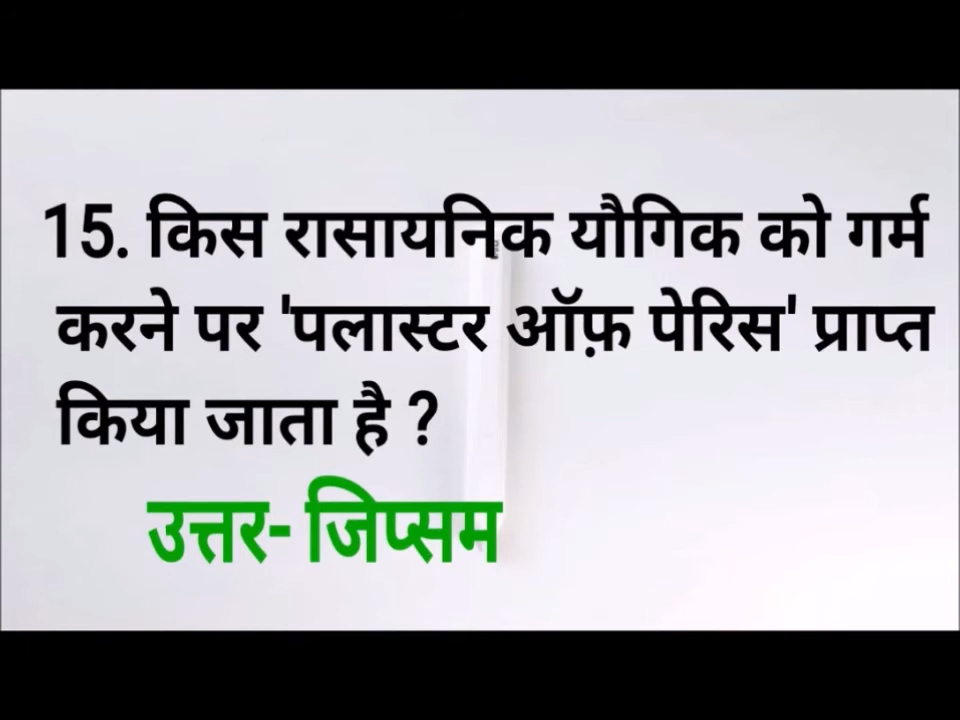 15. किस रासायनिक यौगिक को गर्म
करने पर 'पलास्टर ऑफ़ पेरिस' प्राप्त
किया जाता है ?
उत्तर- जिप्सम